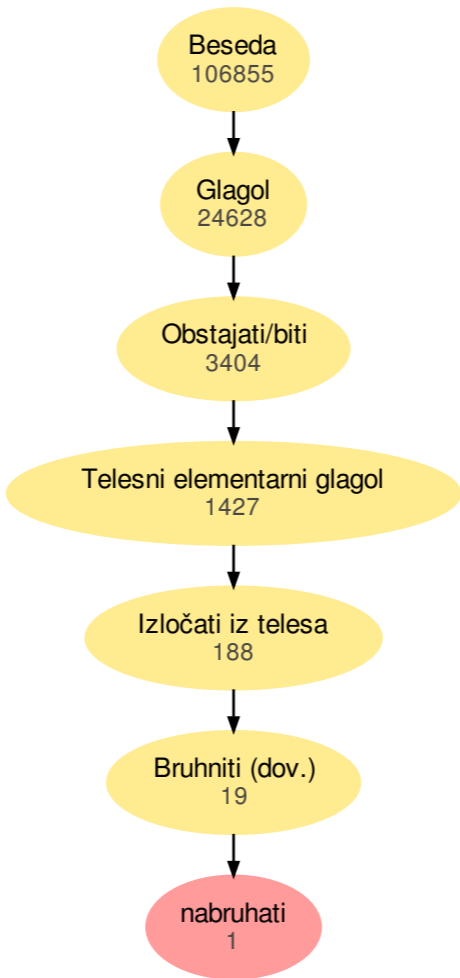 Beseda
106855
Glagol
24628
Obstajati/biti
3404
Telesni elementarni glagol
1427
Izločati iz telesa
188
Bruhniti (dov.)
19
nabruhati
1